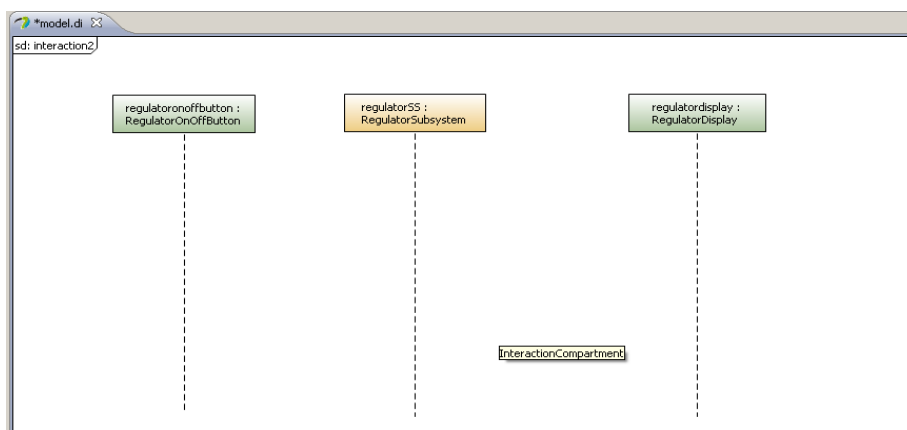 *model.di
sd: interaction2
regulatoronoffbutton :
RegulatorOnOffButton
regulatorSS :
RegulatorSubsystem
regulatordisplay :
RegulatorDisplay
InteractionCompartment